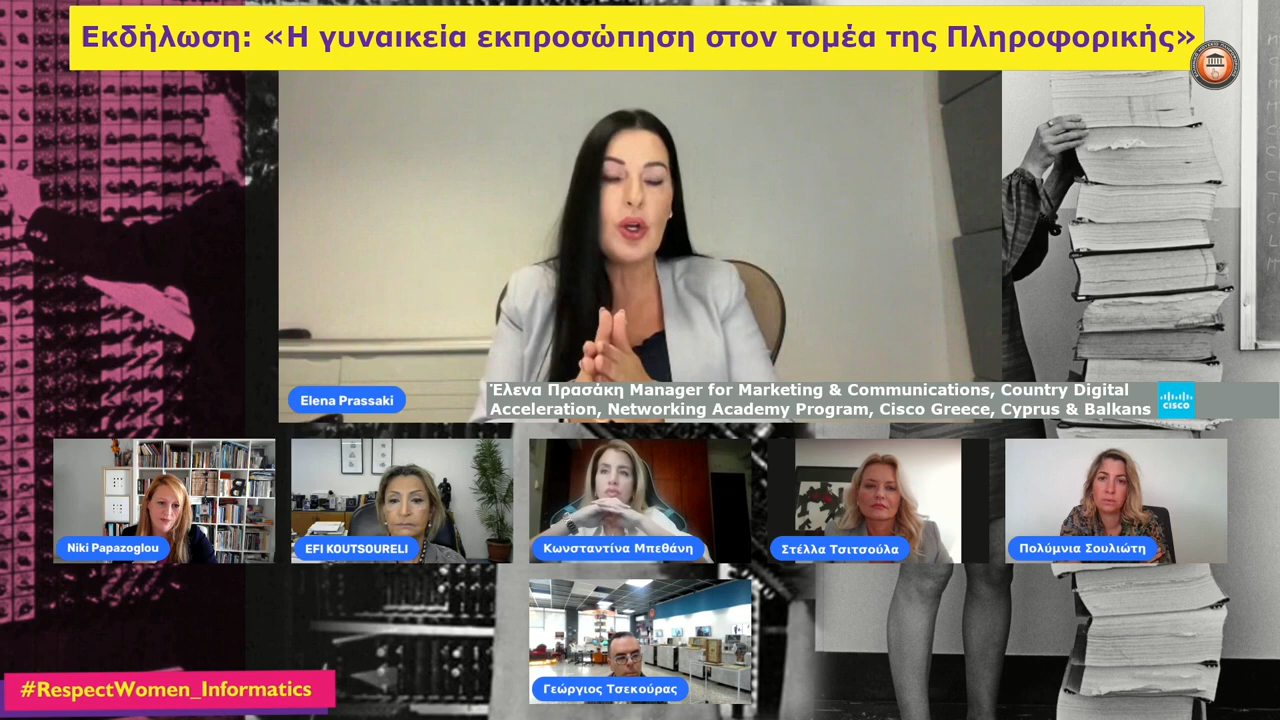 Εκδήλωση: «Η γυναικεία εκπροσώπηση στον τομέα της Πληροφορικής»
Elena Prassaki
Έλενα Πρασάκη Manager for Marketing & Communications, Country Digital
Acceleration, Networking Academy Program, Cisco Greece, Cyprus & Balkans
CISCO
Niki Papazoglou
EFI KOUTSOURELI
Κωνσταντίνα Μπεθάνη
Στέλλα Τσιτσούλα
Πολύμνια Σουλιώτη
Γεώργιος Τσεκούρας
#RespectWomen_Informatics